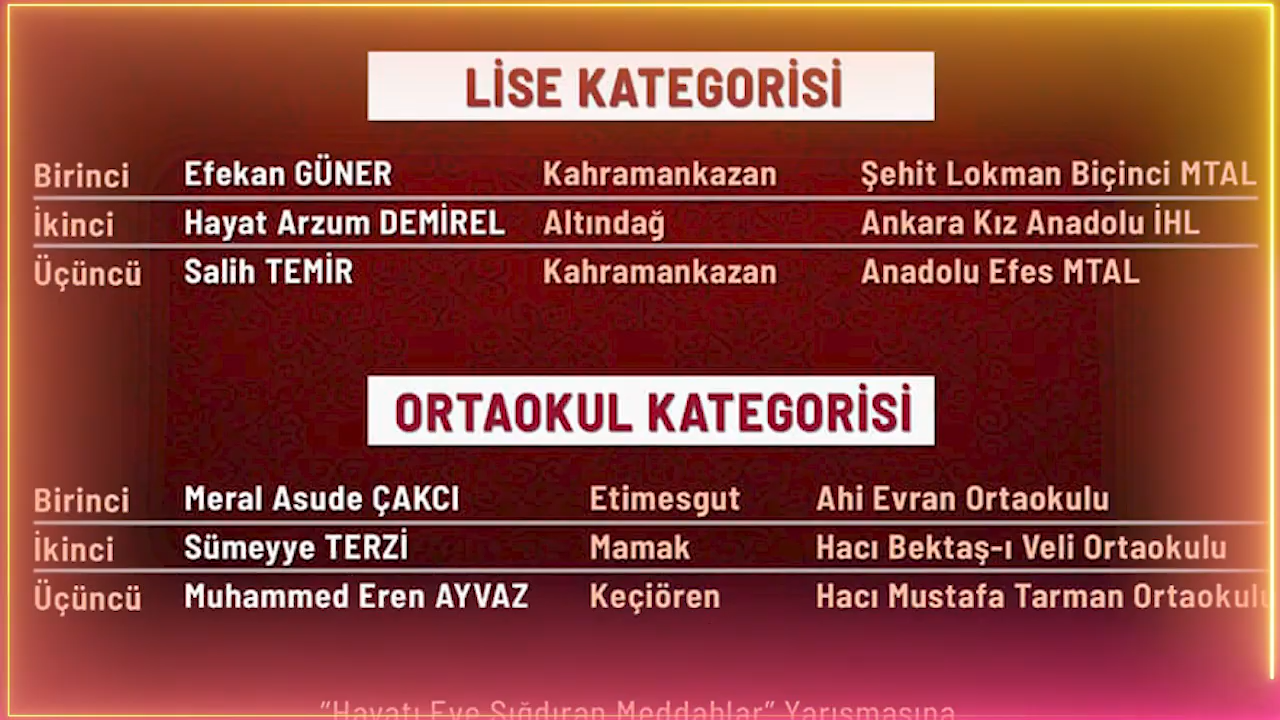 LİSE KATEGORİSİ
Birinci Efekan GÜNER Kahramankazan Şehit Lokman Biçinci MTAL
İkinci Hayat Arzum DEMİREL Altındağ Ankara Kız Anadolu İHL
Üçüncü Salih TEMİR Kahramankazan Anadolu Efes MTAL
ORTAOKUL KATEGORİSİ
Birinci Meral Asude ÇAKCI Etimesgut Ahi Evran Ortaokulu
İkinci Sümeyye TERZİ Mamak Hacı Bektaş-ı Veli Ortaokulu
Üçüncü Muhammed Eren AYVAZ Keçiören Hacı Mustafa Tarman Ortaokulu
"Hayatı Eve Sığdıran Meddahlar" Yarışmasına